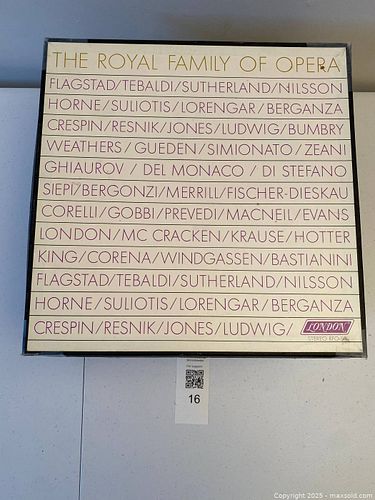 THE ROYAL FAMILY OF OPERA
FLAGSTAD/TEBALDI/SUTHERLAND/NILSSON
HORNE/SULIOTIS/LORENGAR/BERGANZA
CRESPIN/RESNIK/JONES/LUDWIG/BUMBRY
WEATHERS/GUEDEN/SIMIONATO/ZEANI
GHIAUROV/DEL MONACO/DI STEFANO
SIEPI/BERGONZI/MERRILL/FISCHER-DIESKAU
CORELLI/GOBBI/PREVEDI/MACNEIL/EVANS
LONDON/MC CRACKEN/KRAUSE/HOTTER
KING/CORENA/WINDGASSEN/BASTIANINI
FLAGSTAD/TEBALDI/SUTHERLAND/NILSSON
HORNE/SULIOTIS/LORENGAR/BERGANZA
CRESPIN/RESNIK/JONES/LUDWIG/ LONDON
STEREO
16
Copyright 2025 - maxsold.com